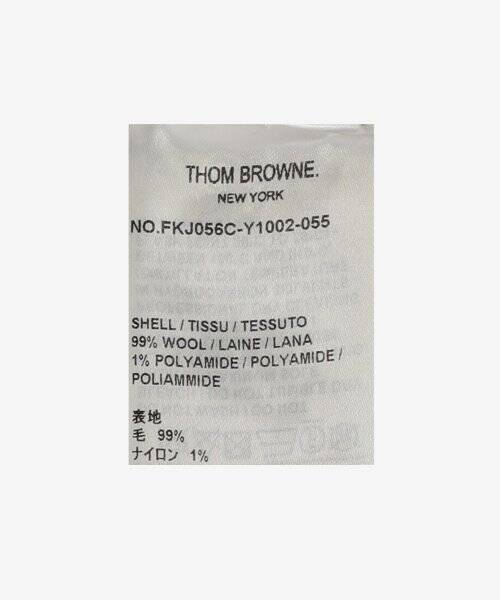 THOM BROWNE.
NEW YORK
NO.FKJ056C-Y1002-055
SHELL / TISSU / TESSUTO
99% WOOL / LAINE / LANA
1% POLYAMIDE / POLYAMIDE /
POLIAMMIDE
表地
毛 99%
ナイロン 1%